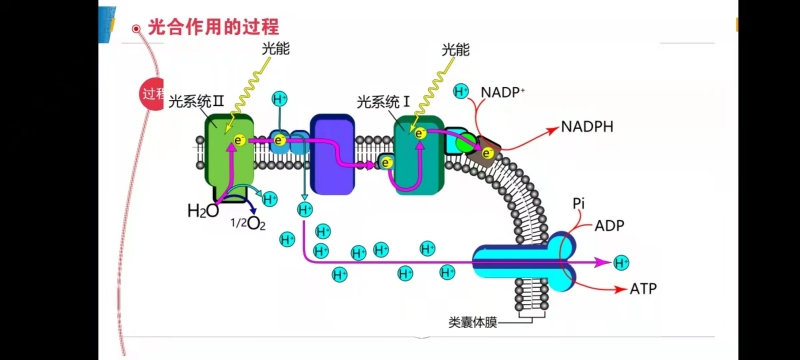 光合作用的过程
光能
光能
过程
光系统Ⅱ
光系统Ⅰ
H⁺
H⁺
NADP⁺
NADPH
e⁻
e⁻
e⁻
e⁻
e⁻
H₂O
H⁺
1/2O₂
H⁺
H⁺
H⁺
H⁺
H⁺
H⁺
H⁺
H⁺
H⁺
H⁺
Pi
ADP
H⁺
ATP
类囊体膜